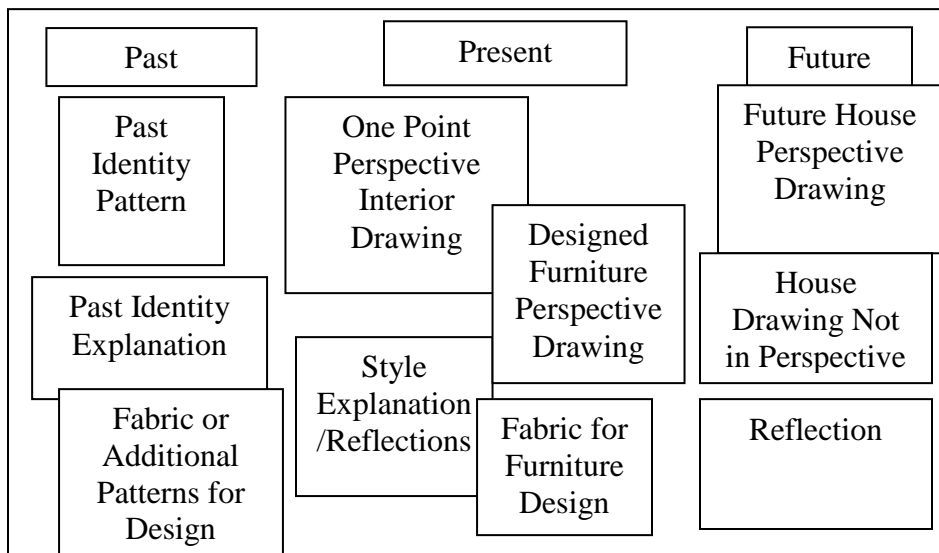 Past
Present
Future
Past
Identity
Pattern
Past Identity
Explanation
Fabric or
Additional
Patterns for
Design
One Point
Perspective
Interior
Drawing
Designed
Furniture
Perspective
Drawing
Style
Explanation
/Reflections
Fabric for
Furniture
Design
Future House
Perspective
Drawing
House
Drawing Not
in Perspective
Reflection